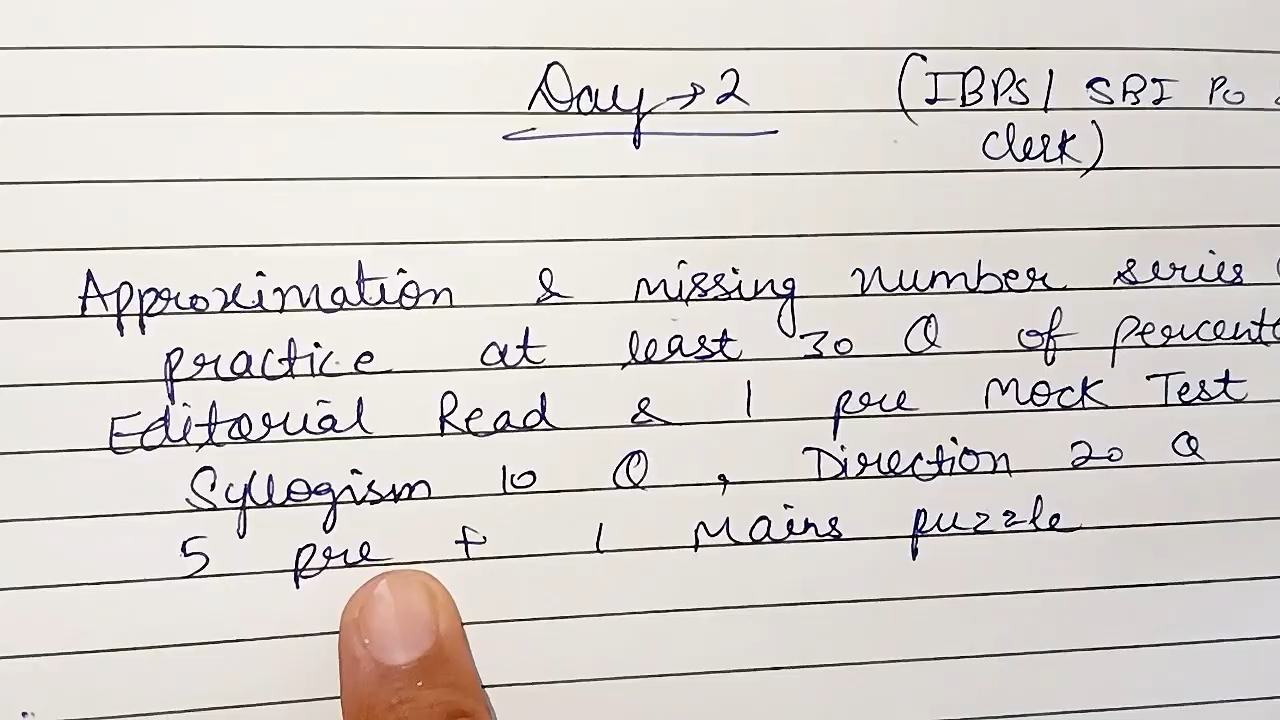 Day → 2 (IBPS/ SBI PO
Clerk)
Approximation & missing number series
practice at least 30 Q of percent
Editorial Read & 1 pre Mock Test
Syllogism 10 Q , Direction 20 Q
5 pre + 1 Mains puzzle